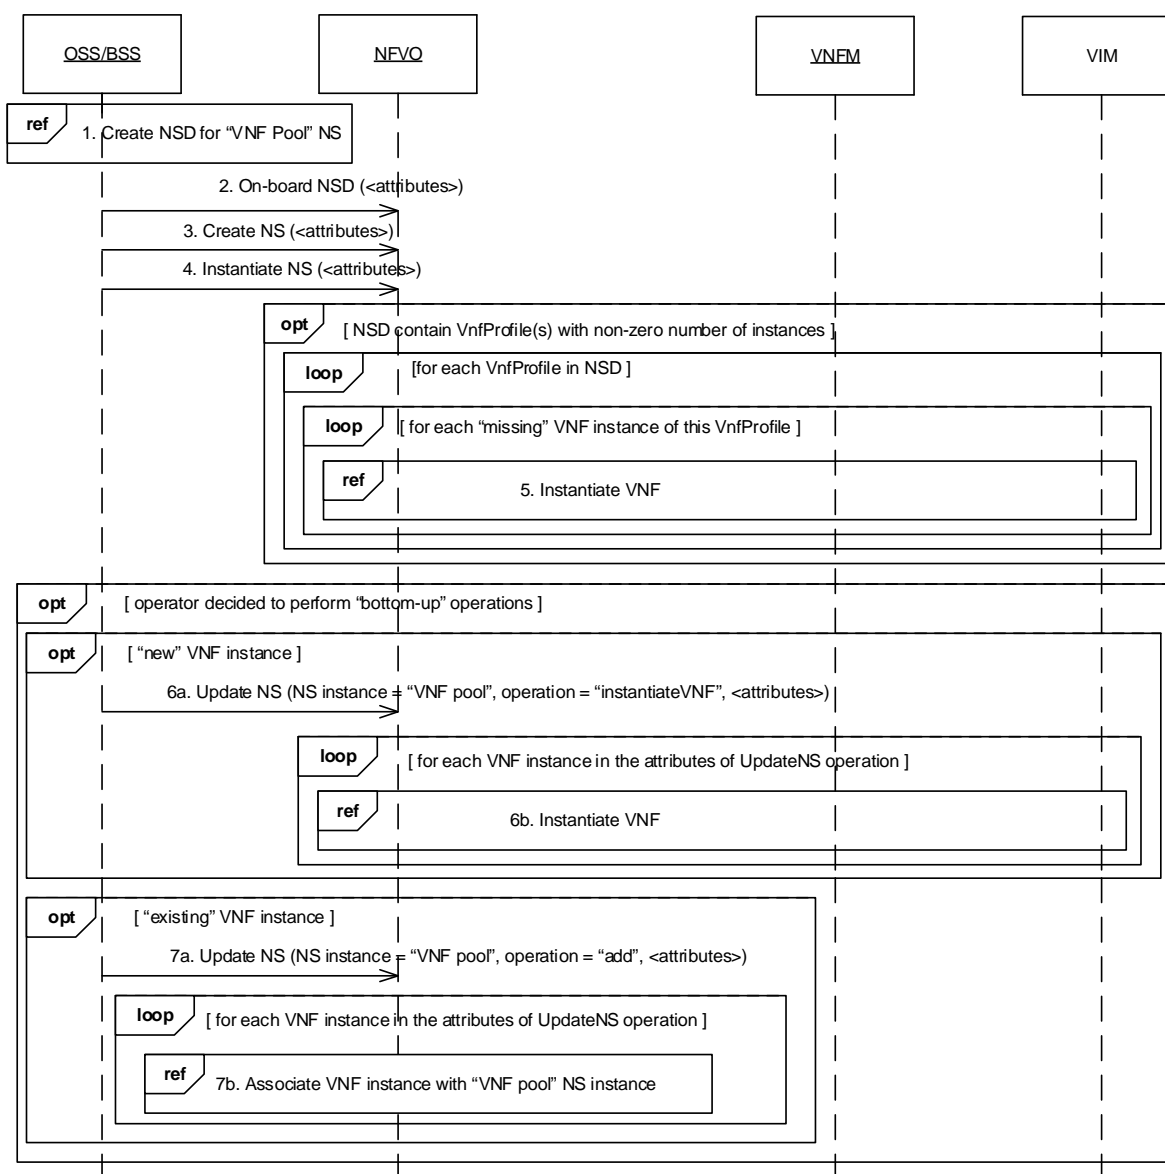 OSS/BSS
NFVO
VNFM
VIM
ref
1. Create NSD for “VNF Pool” NS
2. On-board NSD (<attributes>)
3. Create NS (<attributes>)
4. Instantiate NS (<attributes>)
opt
[ NSD contain VnfProfile(s) with non-zero number of instances ]
loop
[for each VnfProfile in NSD ]
loop
[ for each “missing” VNF instance of this VnfProfile ]
ref
5. Instantiate VNF
opt
[ operator decided to perform “bottom-up” operations ]
opt
[ “new” VNF instance ]
6a. Update NS (NS instance = “VNF pool”, operation = “instantiateVNF”, <attributes>)
loop
[ for each VNF instance in the attributes of UpdateNS operation ]
ref
6b. Instantiate VNF
opt
[ “existing” VNF instance ]
7a. Update NS (NS instance = “VNF pool”, operation = “add”, <attributes>)
loop
[ for each VNF instance in the attributes of UpdateNS operation ]
ref
7b. Associate VNF instance with “VNF pool” NS instance